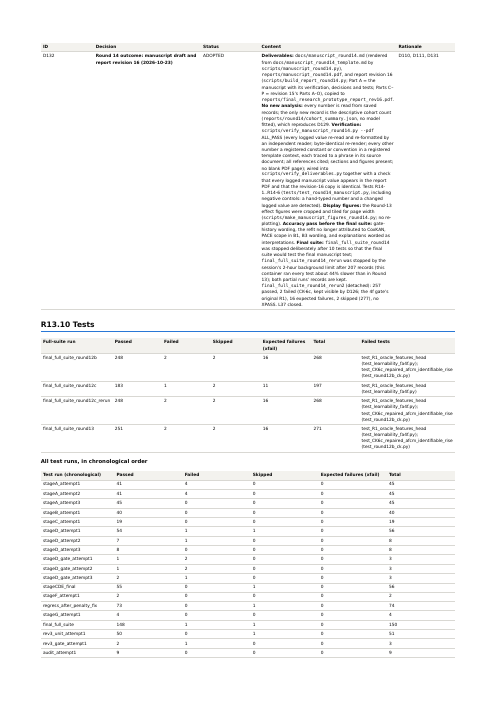 ID Decision Status Content Rationale
D132 Round 14 outcome: manuscript draft and ADOPTED Deliverables: docs/manuscript_round14.md (rendered D110, D111, D131
report revision 16 (2026-10-23) from docs/manuscript_round14_template.md by
scripts/manuscript_round14.py),
reports/manuscript_round14.pdf, and report revision 16
(scripts/build_report_round14.py; Part A = the
manuscript with its verification, decisions and tests; Parts C-
P = revision 15's Parts A-O), copied to
reports/final_research_prototype_report_rev16.pdf.
No new analysis: every number is read from saved
records; the only new record is the descriptive cohort count
(reports/round14/cohort_summary.json, no model
fitted), which reproduces D129. Verification:
scripts/verify_manuscript_round14.py --pdf
ALL_PASS (every logged value re-read and re-formatted by
an independent reader; byte-identical re-render; every other
number a registered constant or convention in a registered
template context, each traced to a phrase in its source
document; all references cited; sections and figures present;
no blank PDF page); wired into
scripts/verify_deliverables.py together with a check
that every logged manuscript value appears in the report
PDF and that the revision-16 copy is identical. Tests R14-
1..R14-6 (tests/test_manuscript.py, including
negative controls: a hand-typed number and a changed
logged value are detected). Display figures: the Round-13
effect figures were cropped and tiled for page width
(scripts/make_manuscript_figures_round14.py; no re-
plotting). Accuracy pass before the final suite: gate-
history wording, the refit no longer attributed to CoxKAN,
PACE scope in B1, B3 wording, and explanations worded as
interpretations. Final suite: final_full_suite_round14
was stopped deliberately after 10 tests so that the final
suite would test the final manuscript text;
final_full_suite_round14_rerun was stopped by the
session's 2-hour background limit after 207 records (this
container ran every test about 44% slower than in Round
13; both partial runs' records are kept.
final_full_suite_round14_rerun2 (detached): 257
passed, 2 failed (CK6c, kept visible by D126; the #f gate's
original R1), 16 expected failures, 2 skipped (277), no
XPASS.137 closed.
R13.10 Tests
Full-suite run Passed Failed Skipped Expected failures (xfail) Total Failed tests
final_full_suite_round12b 248 2 2 16 268 test_R1_oracle_features_head
(test_learnability_fastf.py);
test_CK6c_repaired_afcm_identifiable_rise
(test_round12b_ck.py)
final_full_suite_round12c 183 1 2 11 197 test_R1_oracle_features_head
(test_learnability_fastf.py)
final_full_suite_round12c_rerun 248 2 2 16 268 test_R1_oracle_features_head
(test_learnability_fastf.py);
test_CK6c_repaired_afcm_identifiable_rise
(test_round12b_ck.py)
final_full_suite_round13 251 2 2 16 271 test_R1_oracle_features_head
(test_learnability_fastf.py);
test_CK6c_repaired_afcm_identifiable_rise
(test_round12b_ck.py)
All test runs, in chronological order
Test run (chronological) Passed Failed Skipped Expected failures (xfail) Total
stageA_attempt1 41 4 0 0 45
stageA_attempt2 41 4 0 0 45
stageA_attempt3 45 0 0 0 45
stageB_attempt1 40 0 0 0 40
stageC_attempt1 19 0 0 0 19
stageD_attempt1 54 1 1 0 56
stageD_attempt2 7 1 0 0 8
stageD_attempt3 8 0 0 0 8
stageD_gate_attempt1 1 2 0 0 3
stageD_gate_attempt2 1 2 0 0 3
stageD_gate_attempt3 2 1 0 0 3
stageCDE_final 55 0 1 0 56
stageF_attempt1 2 0 0 0 2
regress_after_penalty_fix 73 0 1 0 74
stageG_attempt1 4 0 0 0 4
final_full_suite 148 1 1 0 150
rev3_unit_attempt1 50 0 1 0 51
rev3_gate_attempt1 2 1 0 0 3
audit_attempt1 9 0 0 0 9